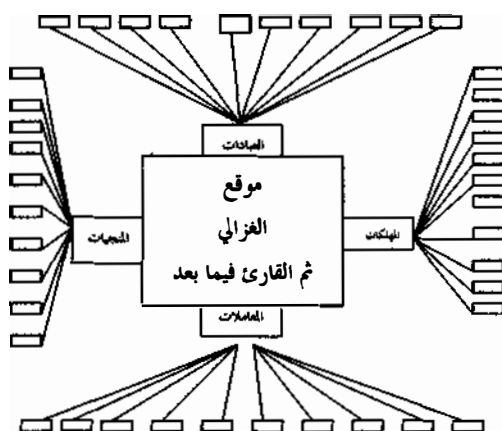 العبادات
موقع
الغزالي
ثم القارئ فيما بعد
المهلكات
المنجيات
المعاملات